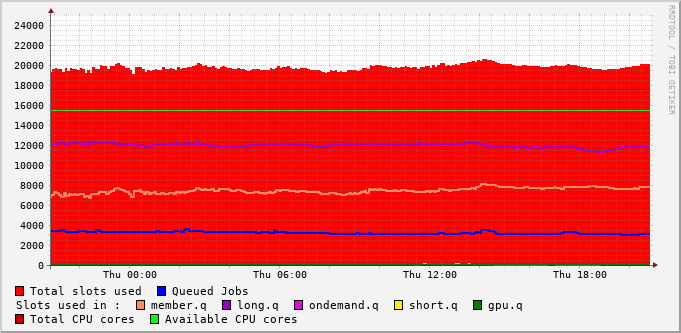 RRDTOOL / TOBI OETIKER
24000
22000
20000
18000
16000
14000
12000
10000
8000
6000
4000
2000
0
Thu 00:00 Thu 06:00 Thu 12:00 Thu 18:00
Total slots used Queued Jobs
Slots used in : member.q long.q ondemand.q short.q gpu.q
Total CPU cores Available CPU cores